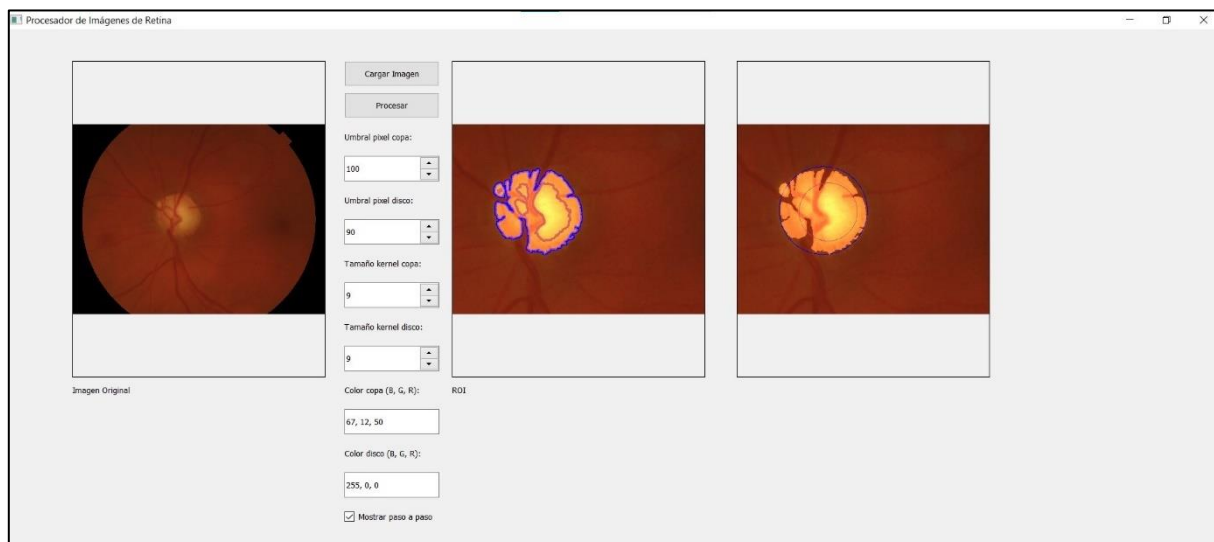 Procesador de Imágenes de Retina
Cargar Imagen
Procesar
Umbral pixel copa:
100
Umbral pixel disco:
90
Tamaño kernel copa:
9
Tamaño kernel disco:
9
Imagen Original
Color copa (B, G, R):
ROI
67, 12, 50
Color disco (B, G, R):
255, 0, 0
Mostrar paso a paso